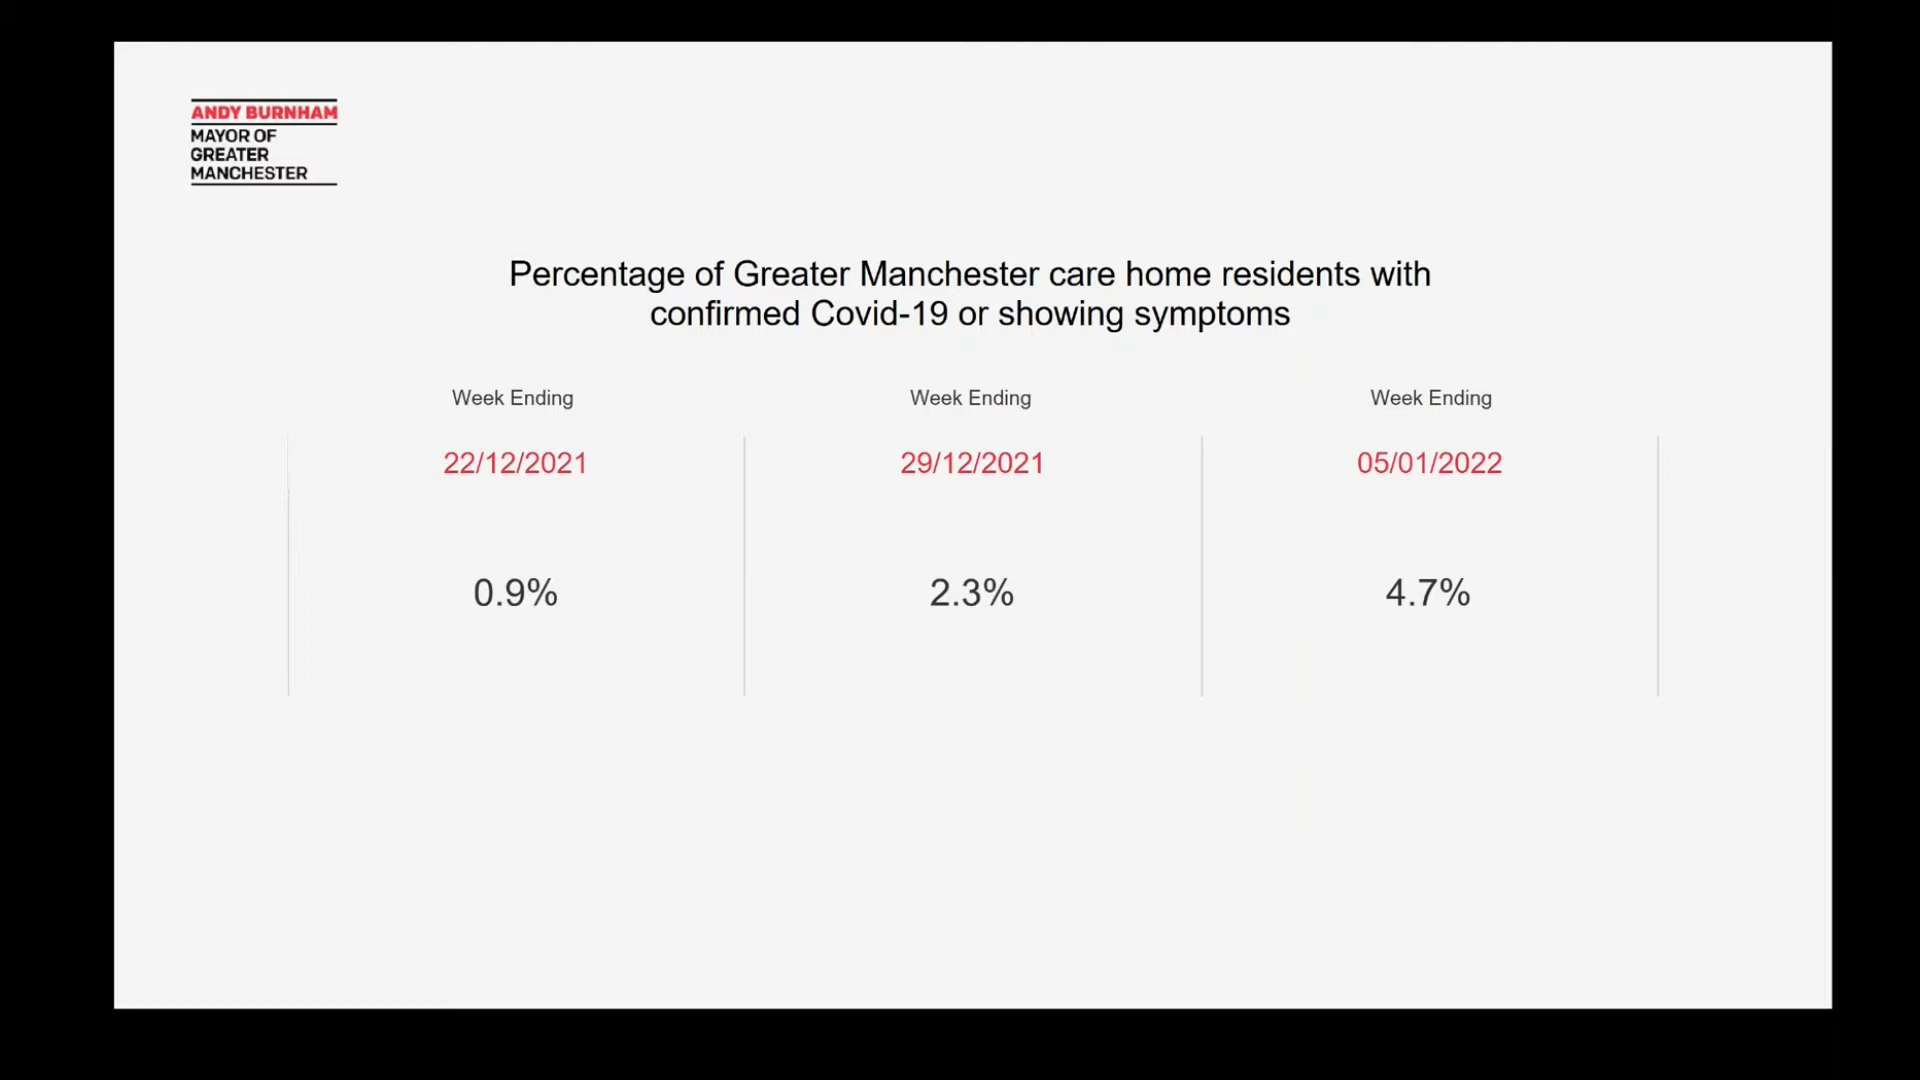 ANDY BURNHAM
MAYOR OF
GREATER
MANCHESTER
Percentage of Greater Manchester care home residents with
confirmed Covid-19 or showing symptoms
Week Ending
22/12/2021
0.9%
Week Ending
29/12/2021
2.3%
Week Ending
05/01/2022
4.7%